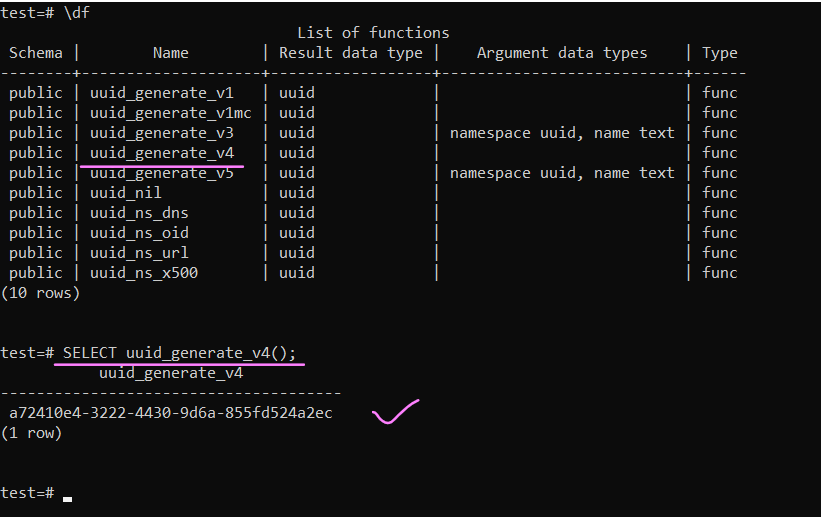 test=# \df
List of functions
Schema | Name | Result data type | Argument data types | Type
--------+--------------------+------------------+---------------------------+------
public | uuid_generate_v1 | uuid | | func
public | uuid_generate_v1mc | uuid | | func
public | uuid_generate_v3 | uuid | namespace uuid, name text | func
public | uuid_generate_v4 | uuid | | func
public | uuid_generate_v5 | uuid | namespace uuid, name text | func
public | uuid_nil | uuid | | func
public | uuid_ns_dns | uuid | | func
public | uuid_ns_oid | uuid | | func
public | uuid_ns_url | uuid | | func
public | uuid_ns_x500 | uuid | | func
(10 rows)
test=# SELECT uuid_generate_v4();
uuid_generate_v4
--------------------------------------
a72410e4-3222-4430-9d6a-855fd524a2ec
(1 row)
test=#